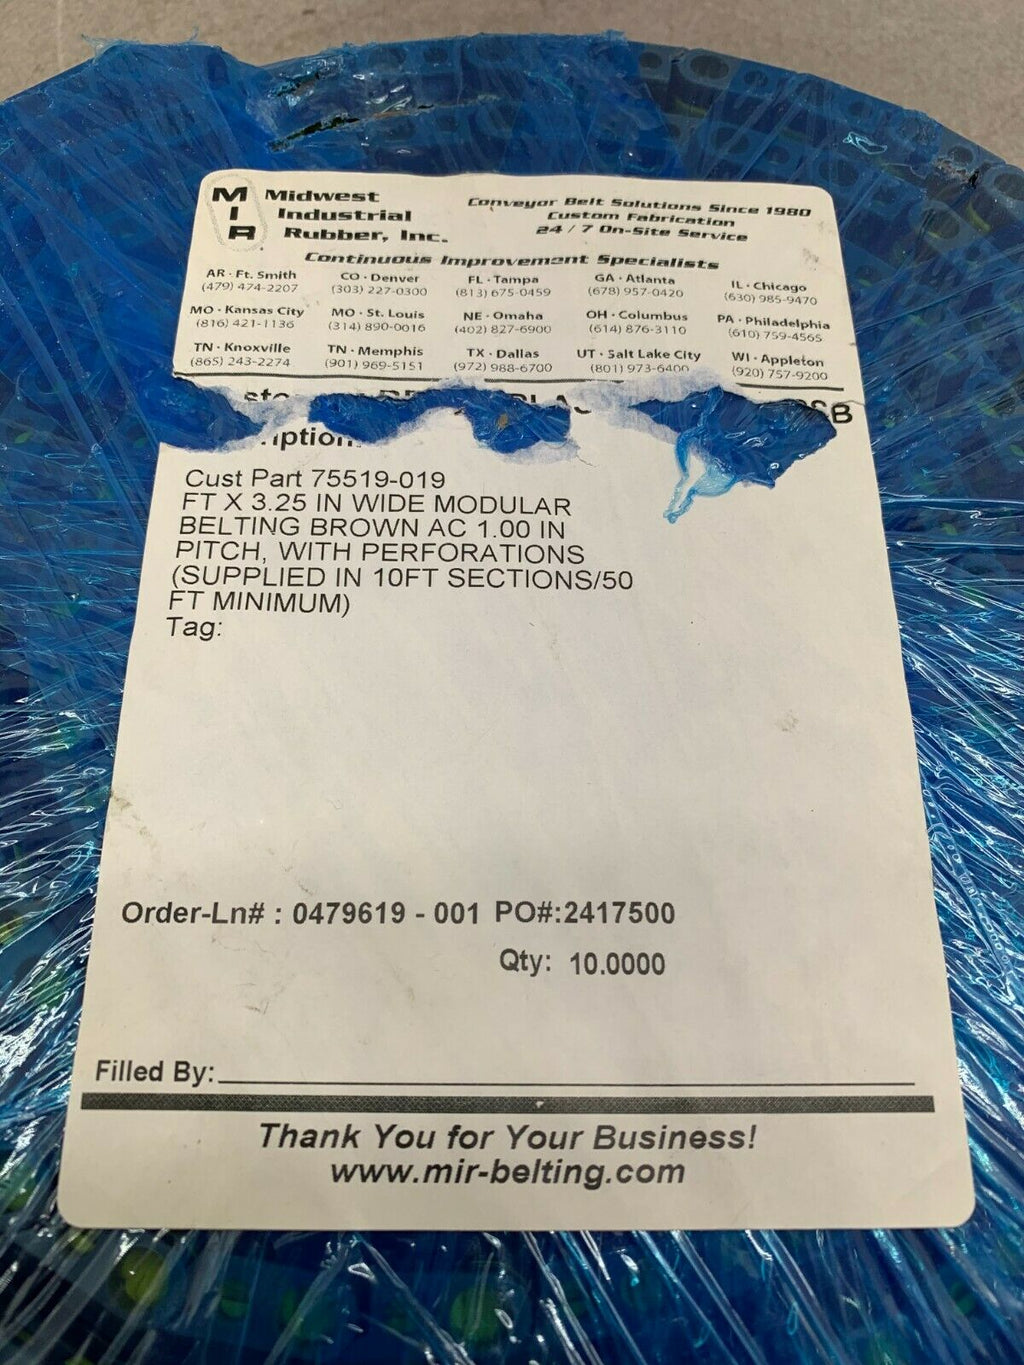 MIR
Midwest
Industrial
Rubber, Inc.
Conveyor Belt Solutions Since 1980
Custom Fabrication
24 / 7 On-Site Service
Continuous Improvement Specialists
AR · Ft. Smith CO · Denver FL · Tampa GA · Atlanta IL · Chicago
(479) 474-2207 (303) 227-0300 (813) 675-0459 (678) 957-0420 (630) 985-9470
MO · Kansas City MO · St. Louis NE · Omaha OH · Columbus PA · Philadelphia
(816) 421-1136 (314) 890-0016 (402) 827-6900 (614) 876-3110 (610) 759-4565
TN · Knoxville TN · Memphis TX · Dallas UT · Salt Lake City WI · Appleton
(865) 243-2274 (901) 969-5151 (972) 988-6700 (801) 973-6400 (920) 757-9200
Cust Part 75519-019
FT X 3.25 IN WIDE MODULAR
BELTING BROWN AC 1.00 IN
PITCH, WITH PERFORATIONS
(SUPPLIED IN 10FT SECTIONS/50
FT MINIMUM)
Tag:
Order-Ln# : 0479619 - 001 PO#:2417500
Qty: 10.0000
Filled By:
Thank You for Your Business!
www.mir-belting.com